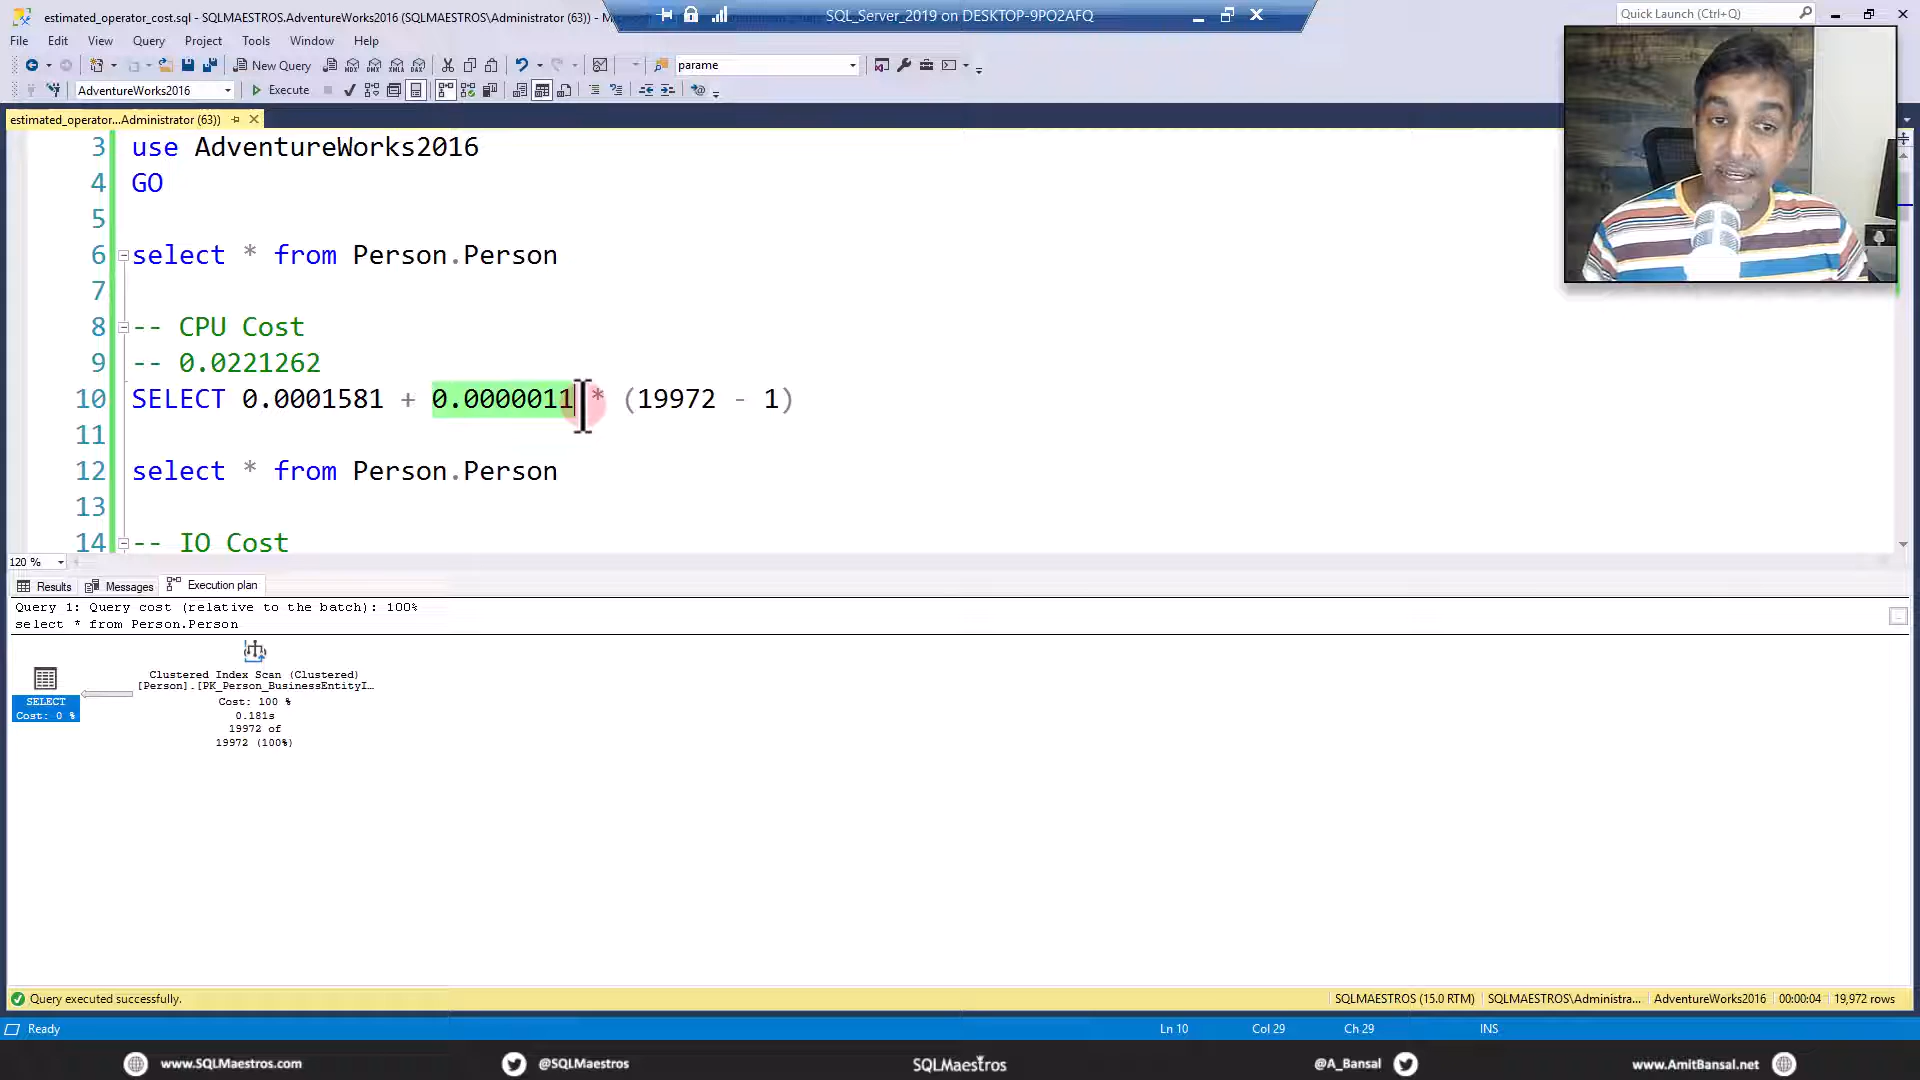 estimated_operator_cost.sql - SQLMAESTROS.AdventureWorks2016 (SQLMAESTROS\Administrator (63)) -
SQL_Server_2019 on DESKTOP-9PO2AFQ
Quick Launch (Ctrl+Q)
File Edit View Query Project Tools Window Help
New Query
MDX DMX XMLA DAX
parame
AdventureWorks2016
Execute
estimated_operator...Administrator (63))
3 use AdventureWorks2016
4 GO
5
6 select * from Person.Person
7
8 -- CPU Cost
9 -- 0.0221262
10 SELECT 0.0001581 + 0.0000011 * (19972 - 1)
11
12 select * from Person.Person
13
14 -- IO Cost
120 %
Results Messages Execution plan
Query 1: Query cost (relative to the batch): 100%
select * from Person.Person
Clustered Index Scan (Clustered)
[Person].[PK_Person_BusinessEntityI...
Cost: 100 %
0.181s
19972 of
19972 (100%)
SELECT
Cost: 0 %
Query executed successfully.
SQLMAESTROS (15.0 RTM) SQLMAESTROS\Administra... AdventureWorks2016 00:00:04 19,972 rows
Ready
Ln 10 Col 29 Ch 29 INS
www.SQLMaestros.com @SQLMaestros SQLMaestros @A_Bansal www.AmitBansal.net